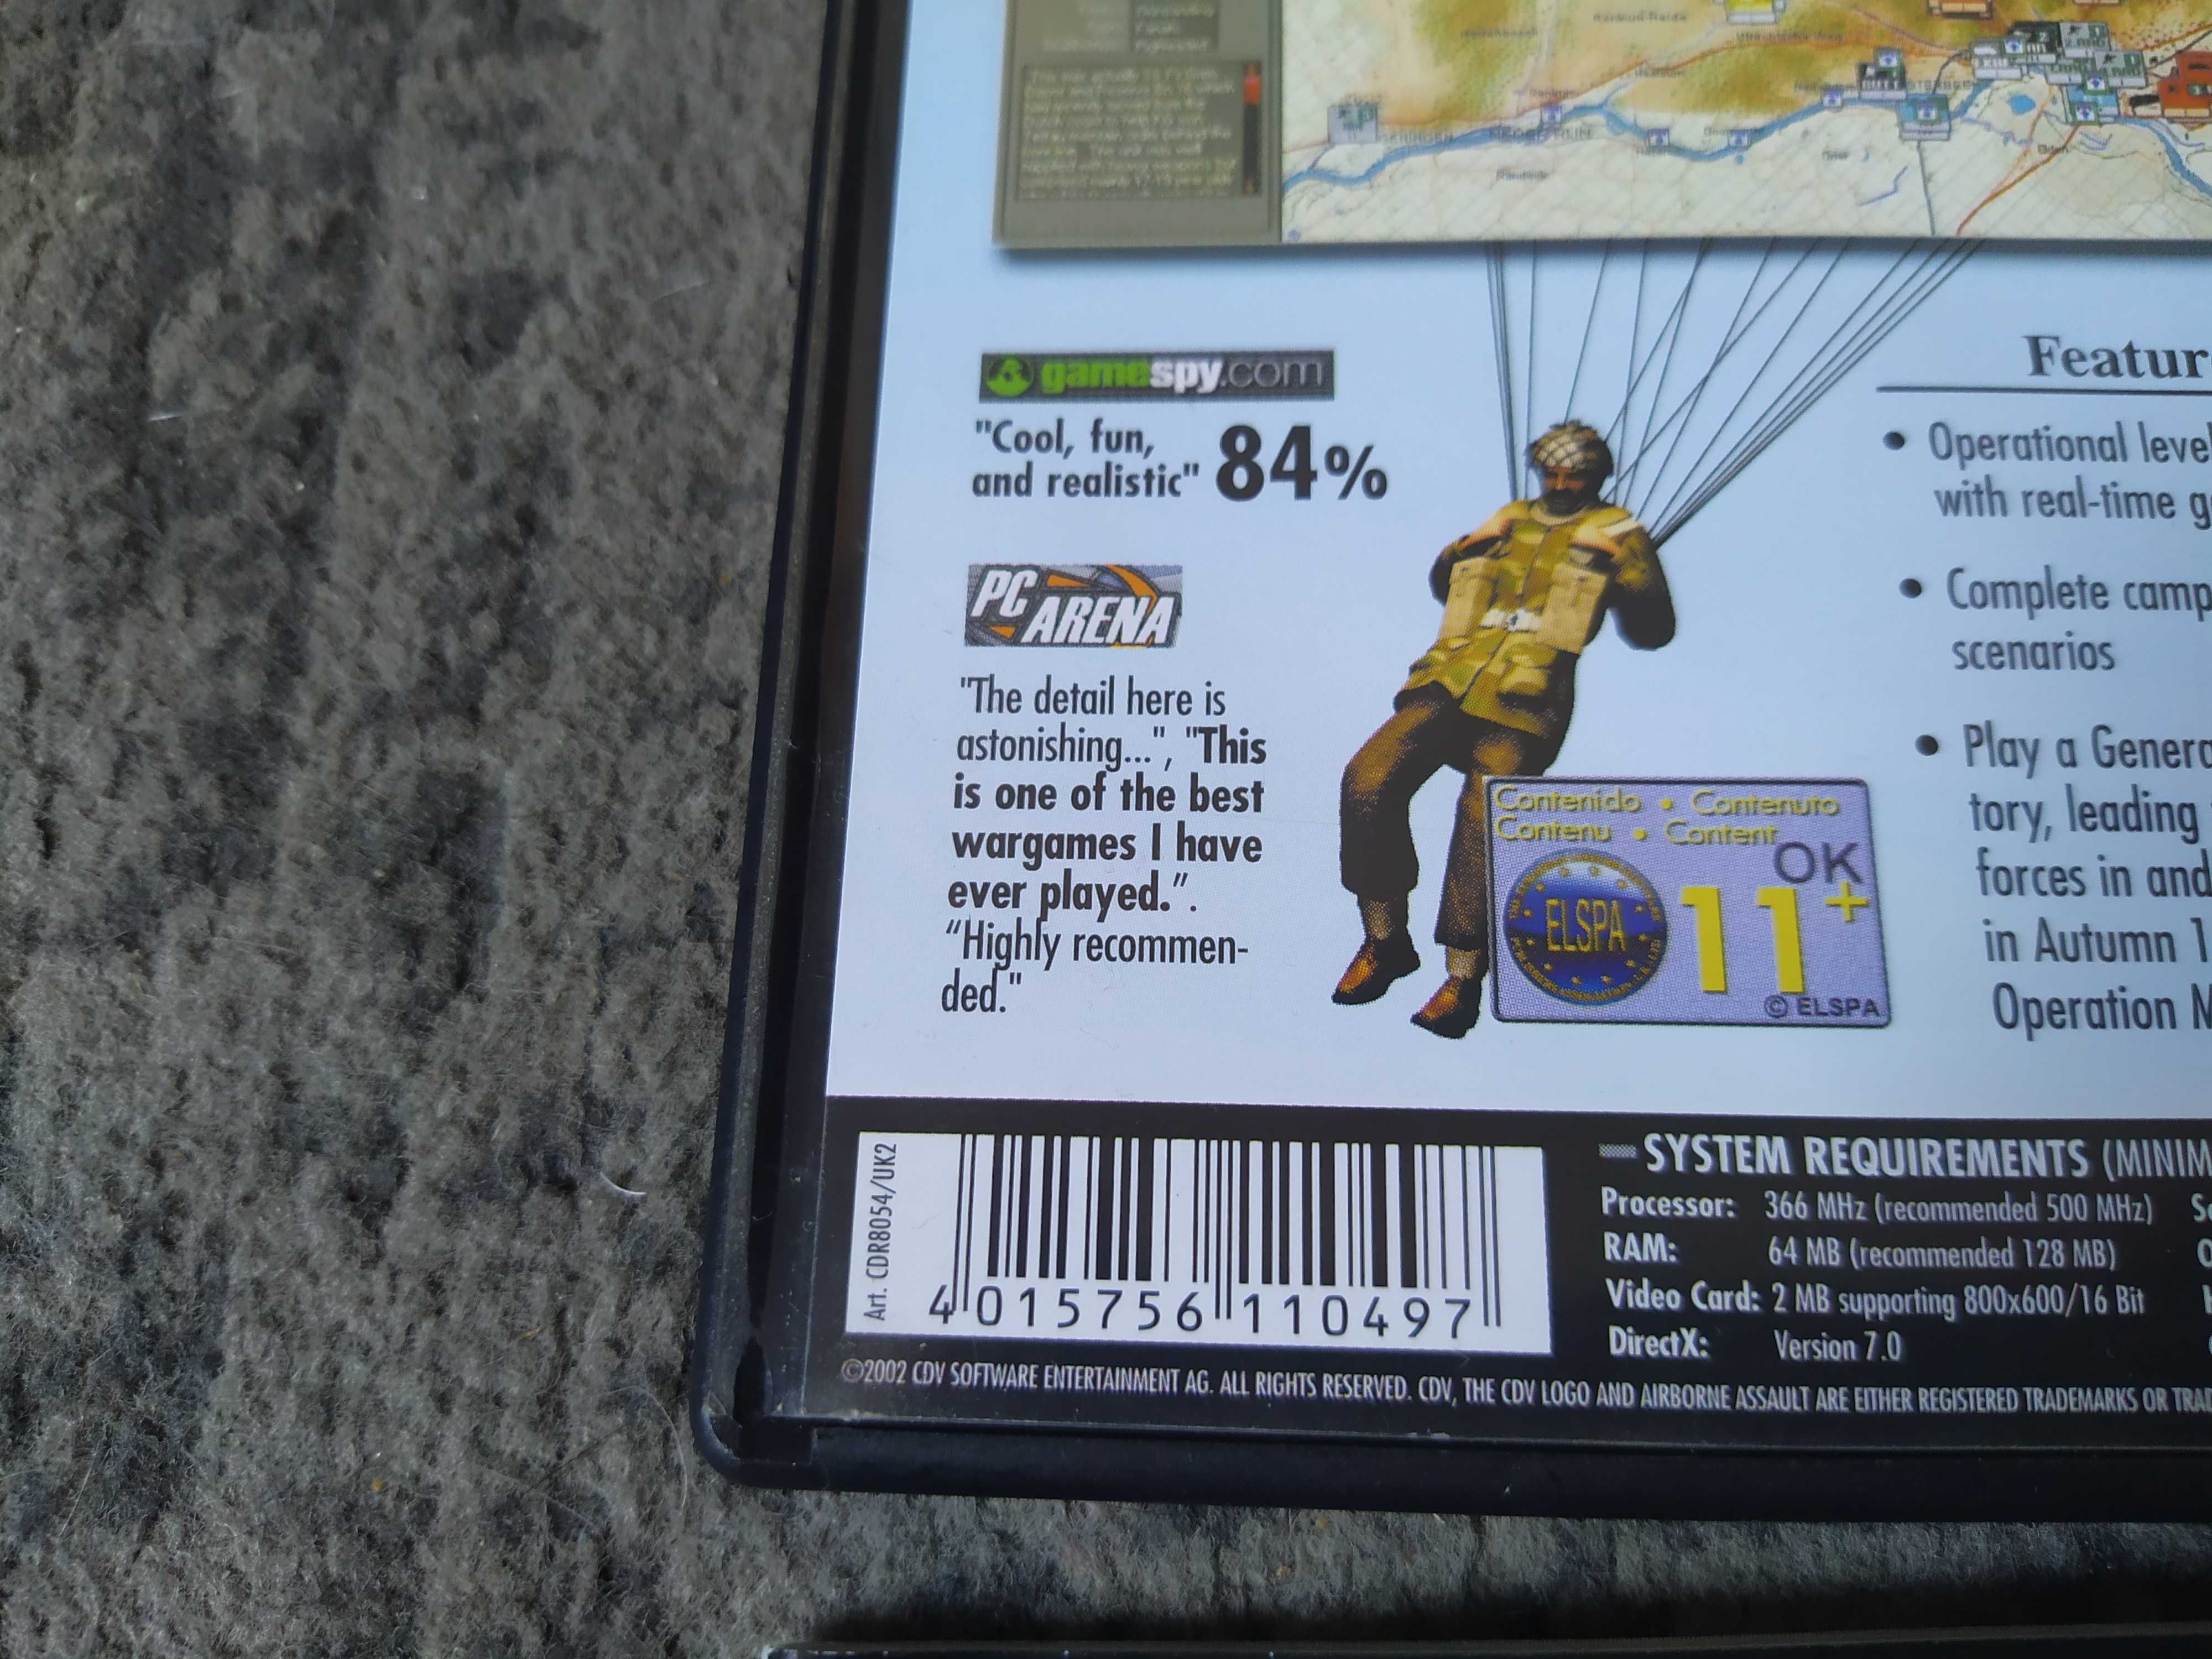 gamespy.com
"Cool, fun,
and realistic" 84%
PC
ARENA
"The detail here is
astonishing...", "This
is one of the best
wargames I have
ever played.".
“Highly recommen-
ded."
Contenido • Contenuto
Contenu • Content
OK
ELSPA
11+
© ELSPA
Featur
• Operational leve
with real-time g
• Complete camp
scenarios
• Play a Genera
tory, leading
forces in and
in Autumn 1
Operation M
Art. CDR8054/UK2
4 015756 110497
SYSTEM REQUIREMENTS (MINIM
Processor: 366 MHz (recommended 500 MHz)
RAM: 64 MB (recommended 128 MB)
Video Card: 2 MB supporting 800x600/16 Bit
DirectX: Version 7.0
©2002 CDV SOFTWARE ENTERTAINMENT AG. ALL RIGHTS RESERVED. CDV, THE CDV LOGO AND AIRBORNE ASSAULT ARE EITHER REGISTERED TRADEMARKS OR TRA